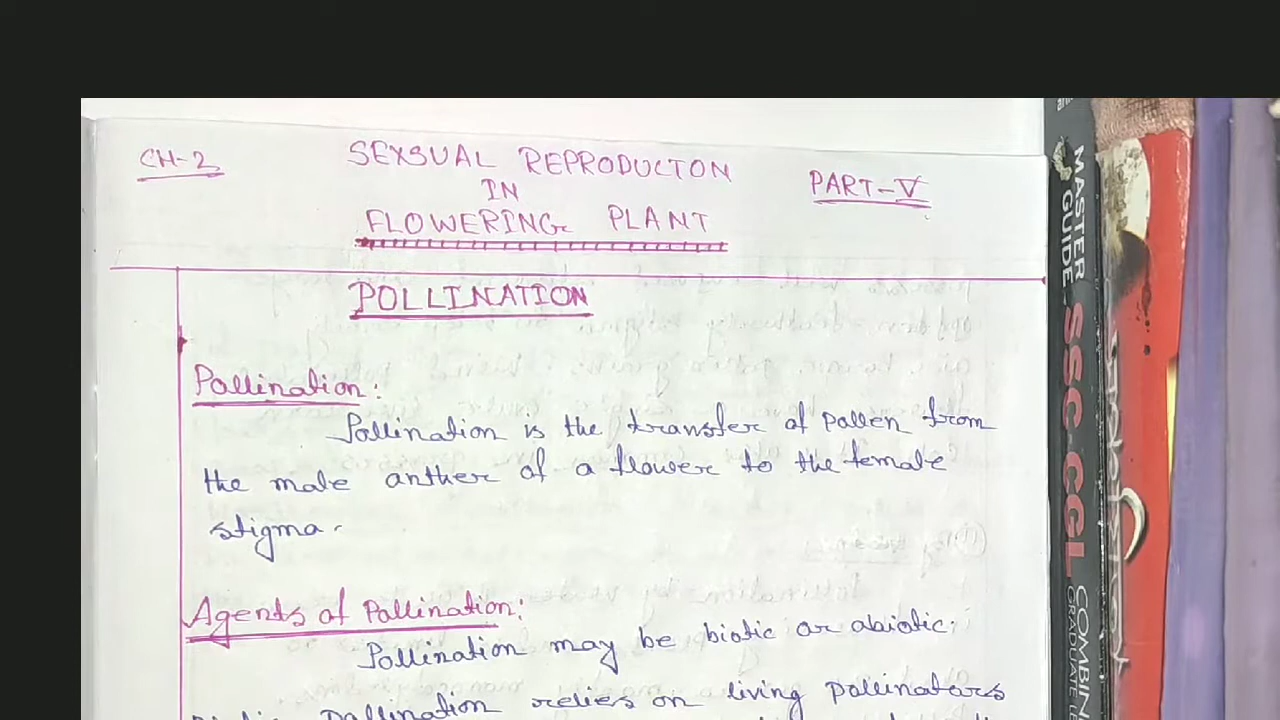 CH-2
SEXSUAL REPRODUCTON
IN
FLOWERING PLANT
PART-V
POLLINATION
Pollination:
Pollination is the transfer of pollen from
the male anther of a flower to the female
stigma.
Agents of Pollination:
Pollination may be biotic or abiotic.
pollination relies on living pollinators
MASTER
GUIDE
SSC-CGL
COMBIN
GRADUATE